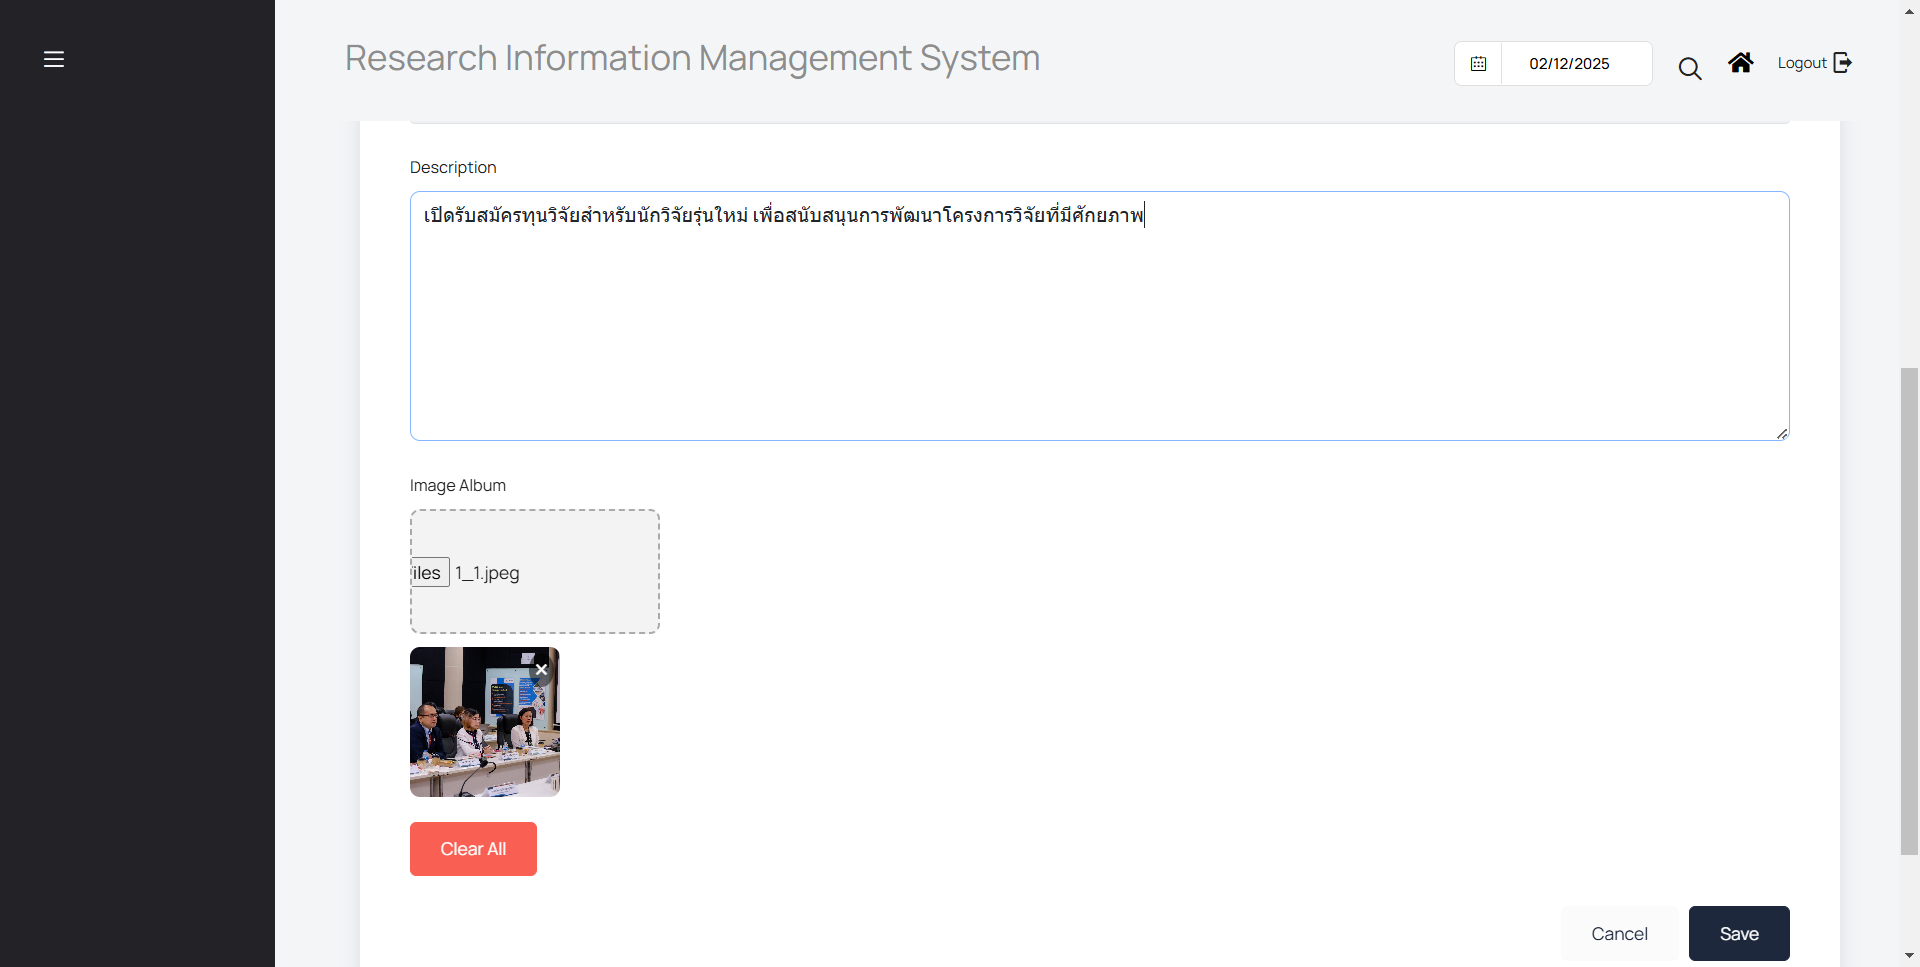 Research Information Management System
02/12/2025
Logout
Description
เปิดรับสมัครทุนวิจัยสำหรับนักวิจัยรุ่นใหม่ เพื่อสนับสนุนการพัฒนาโครงการวิจัยที่มีศักยภาพ
Image Album
iles 1_1.jpeg
Clear All
Cancel
Save